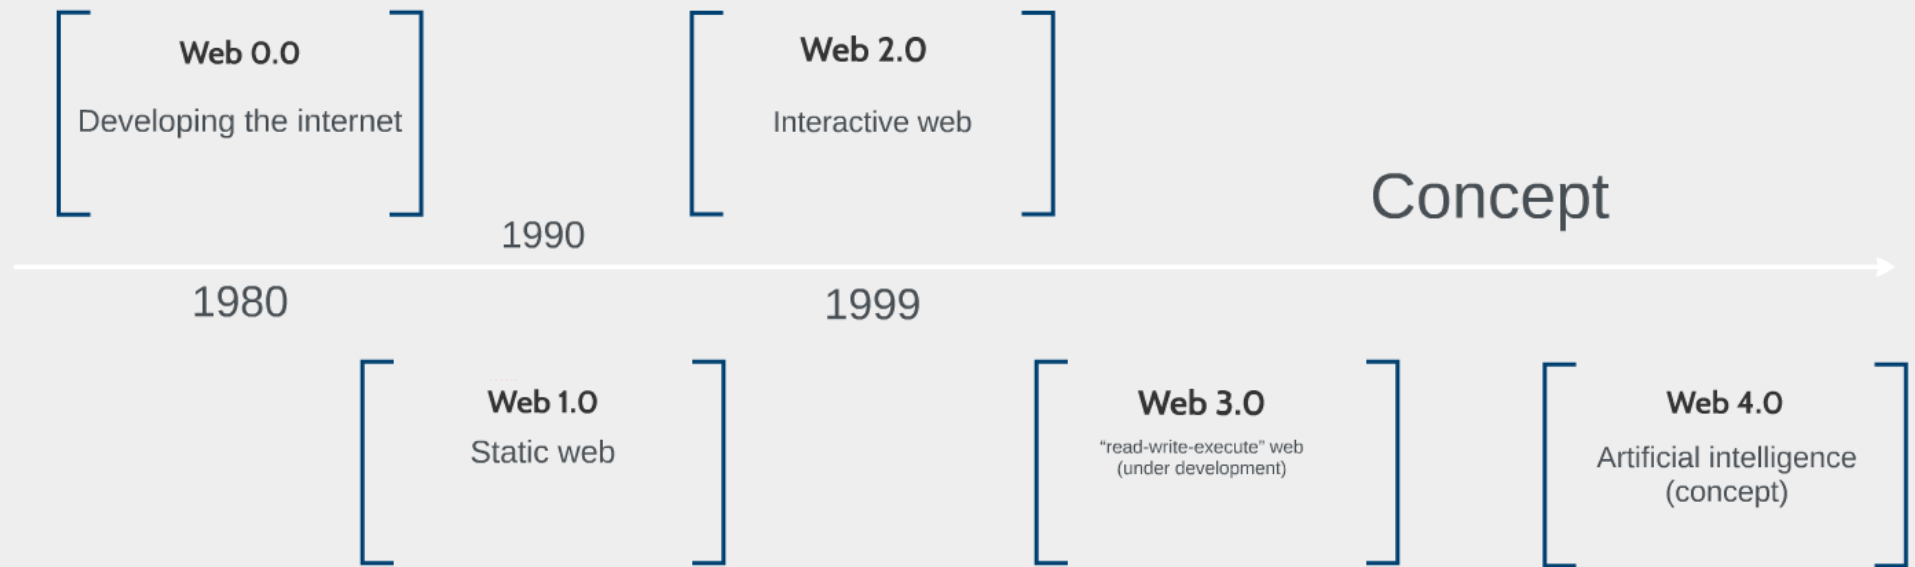 Web 0.0
Developing the internet
Web 2.0
Interactive web
Concept
1990
1980
1999
Web 1.0
Static web
Web 3.0
“read-write-execute” web
(under development)
Web 4.0
Artificial intelligence
(concept)